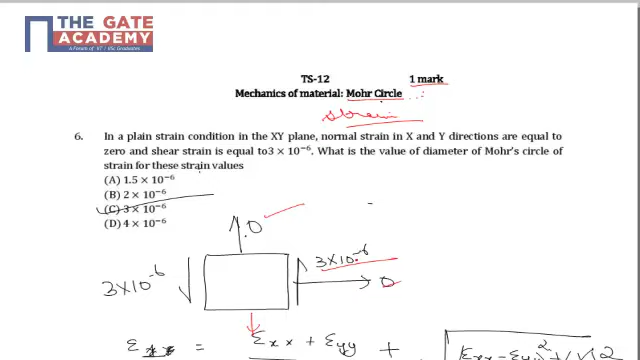 THE GATE
ACADEMY
A Forum of IIT / IISC Graduates
TS-12 1 mark
Mechanics of material: Mohr Circle
strain
6. In a plain strain condition in the XY plane, normal strain in X and Y directions are equal to
zero and shear strain is equal to3 × 10⁻⁶. What is the value of diameter of Mohr's circle of
strain for these strain values
(A) 1.5 × 10⁻⁶
(B) 2 × 10⁻⁶
(C) 3 × 10⁻⁶
(D) 4 × 10⁻⁶
0
3×10⁻⁶
3×10⁻⁶
0
= εxx + εyy +